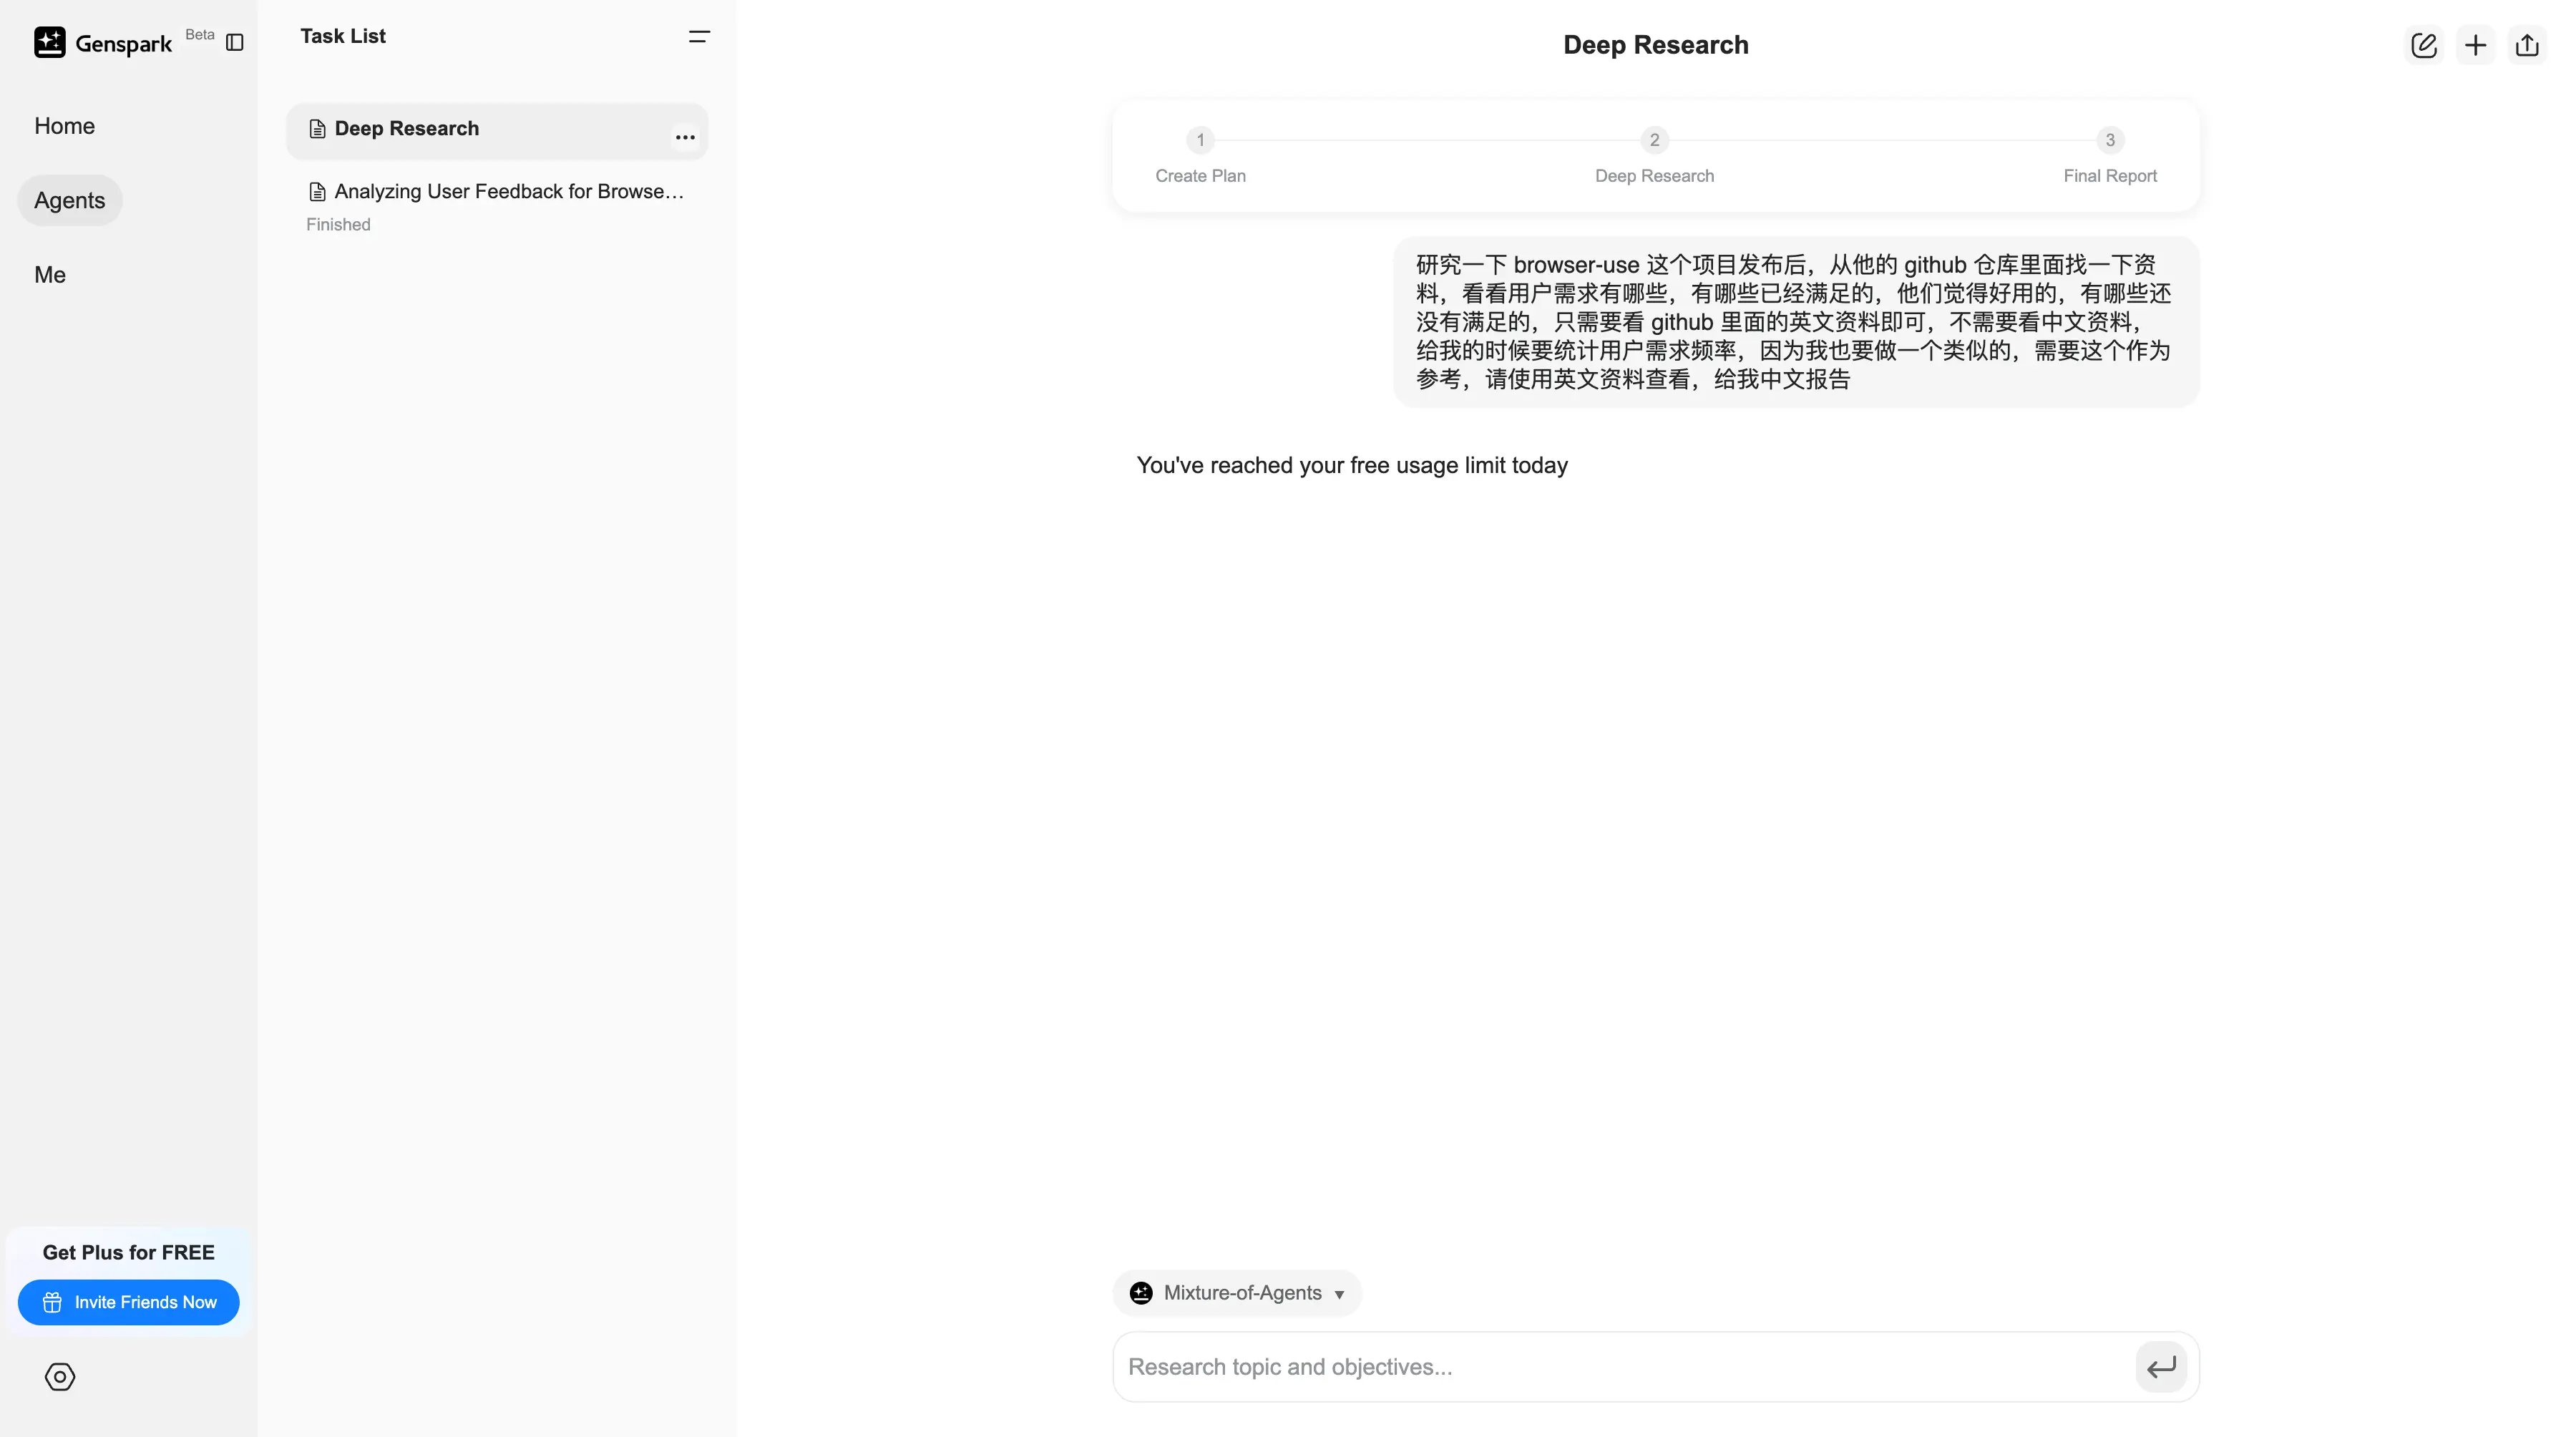 Genspark
Beta
Home
Agents
Me
Get Plus for FREE
Invite Friends Now
Task List
Deep Research
Analyzing User Feedback for Browse...
Finished
Deep Research
1
Create Plan
2
Deep Research
3
Final Report
研究一下 browser-use 这个项目发布后，从他的 github 仓库里面找一下资
料，看看用户需求有哪些，有哪些已经满足的，他们觉得好用的，有哪些还
没有满足的，只需要看 github 里面的英文资料即可，不需要看中文资料，
给我的时候要统计用户需求频率，因为我也要做一个类似的，需要这个作为
参考，请使用英文资料查看，给我中文报告
You've reached your free usage limit today
Mixture-of-Agents
Research topic and objectives...